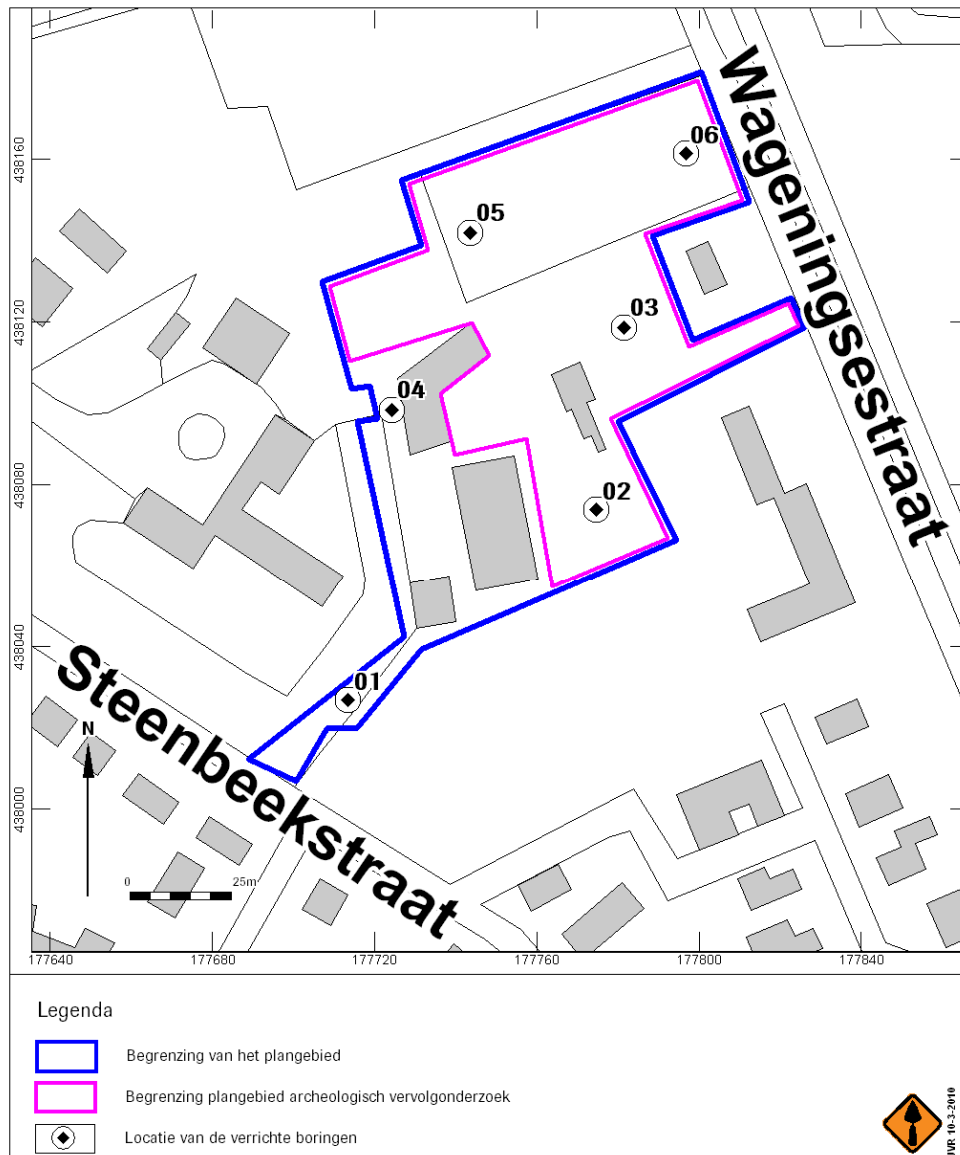 Wageningsestraat
06
438160
05
438120
03
04
438080
02
438040
01
Steenbeekstraat
N
438000
0 25m
177640 177680 177720 177760 177800 177840
Legenda
Begrenzing van het plangebied
Begrenzing plangebied archeologisch vervolgonderzoek
Locatie van de verrichte boringen
JVR 10-3-2010